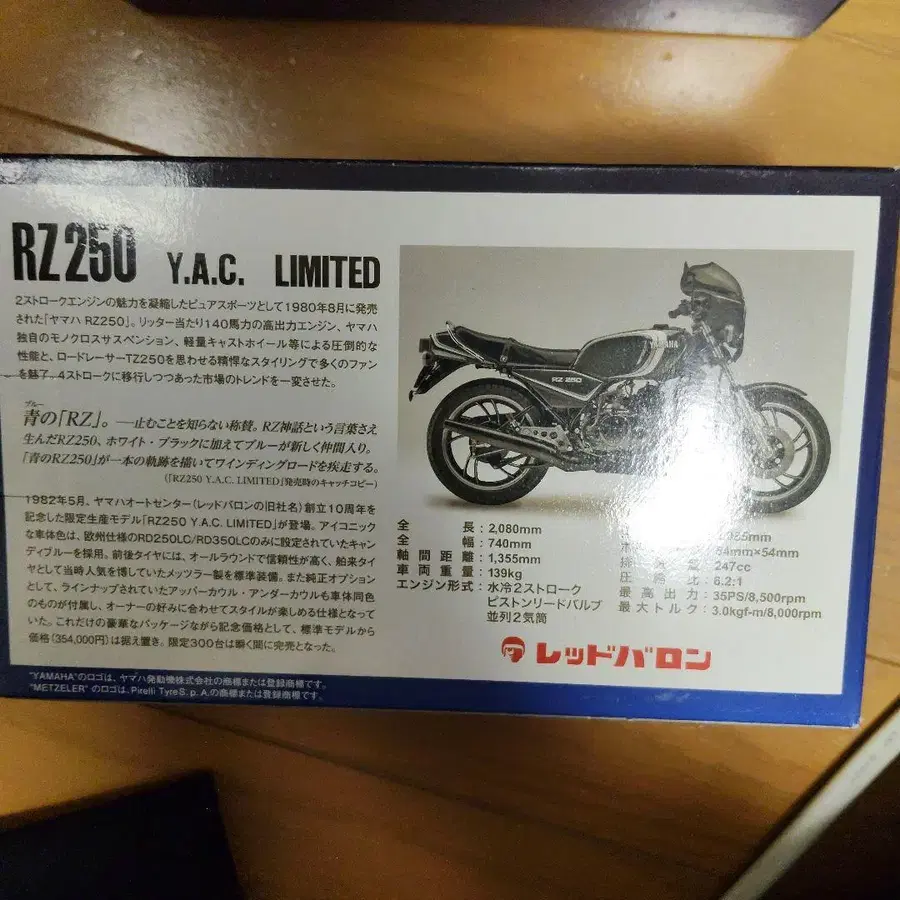 RZ250 Y.A.C. LIMITED
2ストロークエンジンの魅力を凝縮したピュアスポーツとして1980年8月に発売
された「ヤマハ RZ250」。リッター当たり140馬力の高出力エンジン、ヤマハ
独自のモノクロスサスペンション、軽量キャストホイール等による圧倒的な
性能と、ロードレーサーTZ250を思わせる精悍なスタイリングで多くのファン
を魅了。4ストロークに移行しつつあった市場のトレンドを一変させた。
ブルー
青の「RZ」。――止むことを知らない称賛。RZ神話という言葉さえ
生んだRZ250、ホワイト・ブラックに加えてブルーが新しく仲間入り。
「青のRZ250」が一本の軌跡を描いてワインディングロードを疾走する。
(「RZ250 Y.A.C. LIMITED」発売時のキャッチコピー)
1982年5月、ヤマハオートセンター(レッドバロンの旧社名)創立10周年を
記念した限定生産モデル「RZ250 Y.A.C. LIMITED」が登場。アイコニック
な車体色は、欧州仕様のRD250LC/RD350LCのみに設定されていたキャン
ディブルーを採用。前後タイヤには、オールラウンドで信頼性が高く、舶来タイ
ヤとして当時人気を博していたメッツラー製を標準装備。また純正オプション
として、ラインナップされていたアッパーカウル・アンダーカウルも車体同色
のものが付属し、オーナーの好みに合わせてスタイルが楽しめる仕様となって
いた。これだけの豪華なパッケージながら記念価格として、標準モデルから
価格(354,000円)は据え置き。限定300台は瞬く間に完売となった。
YAMAHA
RZ 250
全長:2,080mm
全幅:740mm
軸間距離:1,355mm
車両重量:139kg
エンジン形式:水冷2ストローク
ピストンリードバルブ
並列2気筒
54mm×54mm
247cc
圧 比:6.2:1
最高出力:35PS/8,500rpm
最大トルク:3.0kgf-m/8,000rpm
レッドバロン
"YAMAHA"のロゴは、ヤマハ発動機株式会社の商標または登録商標です。
"METZELER"のロゴは、Pirelli Tyre S. p. A.の商標または登録商標です。